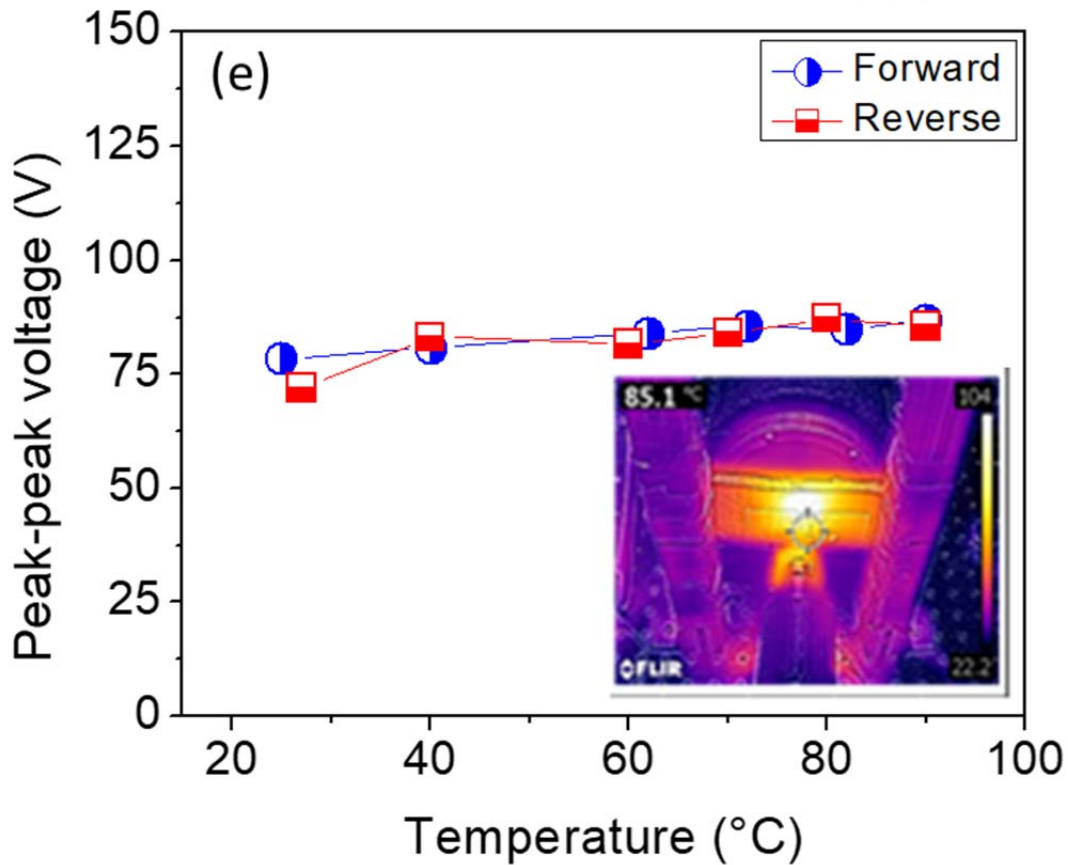 (e)
Forward
Reverse
Peak-peak voltage (V)
150
125
100
75
50
25
0
20 40 60 80 100
Temperature (°C)
85.1 °C
104
22.2
FLIR